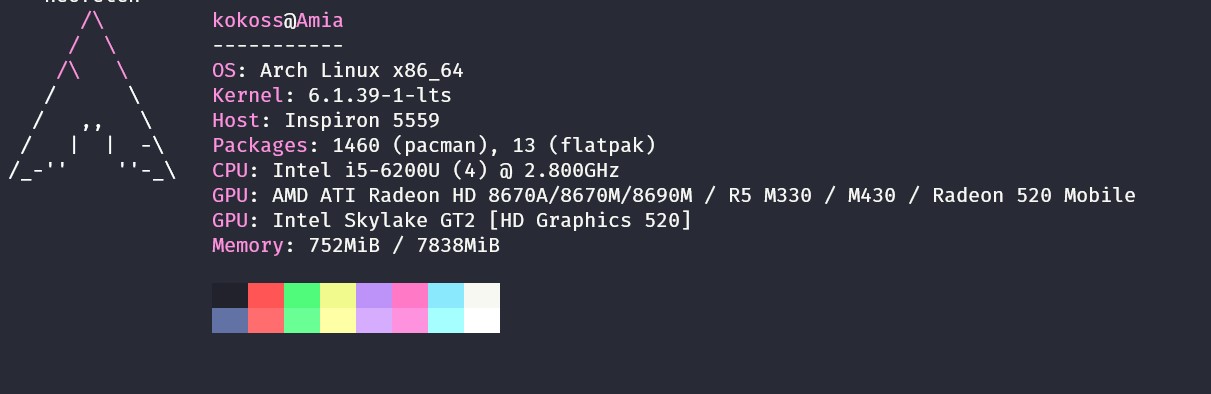 kokoss@Amia
-----------
OS: Arch Linux x86_64
Kernel: 6.1.39-1-lts
Host: Inspiron 5559
Packages: 1460 (pacman), 13 (flatpak)
CPU: Intel i5-6200U (4) @ 2.800GHz
GPU: AMD ATI Radeon HD 8670A/8670M/8690M / R5 M330 / M430 / Radeon 520 Mobile
GPU: Intel Skylake GT2 [HD Graphics 520]
Memory: 752MiB / 7838MiB